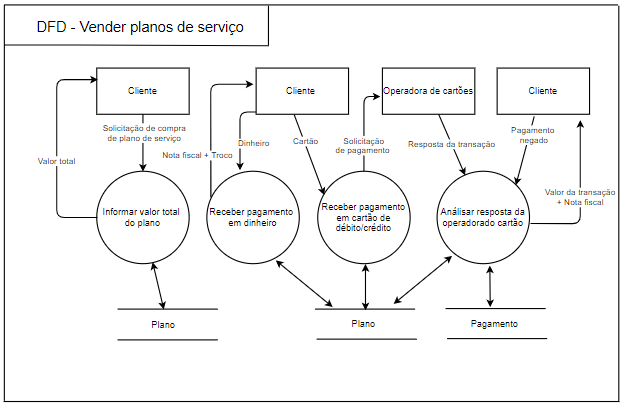 DFD - Vender planos de serviço
Cliente
Cliente
Operadora de cartões
Cliente
Solicitação de compra
de plano de serviço
Valor total
Nota fiscal + Troco
Dinheiro
Cartão
Solicitação
de pagamento
Resposta da transação
Pagamento
negado
Valor da transação
+ Nota fiscal
Informar valor total
do plano
Receber pagamento
em dinheiro
Receber pagamento
em cartão de
débito/crédito
Análisar resposta da
operadorado cartão
Plano
Plano
Pagamento